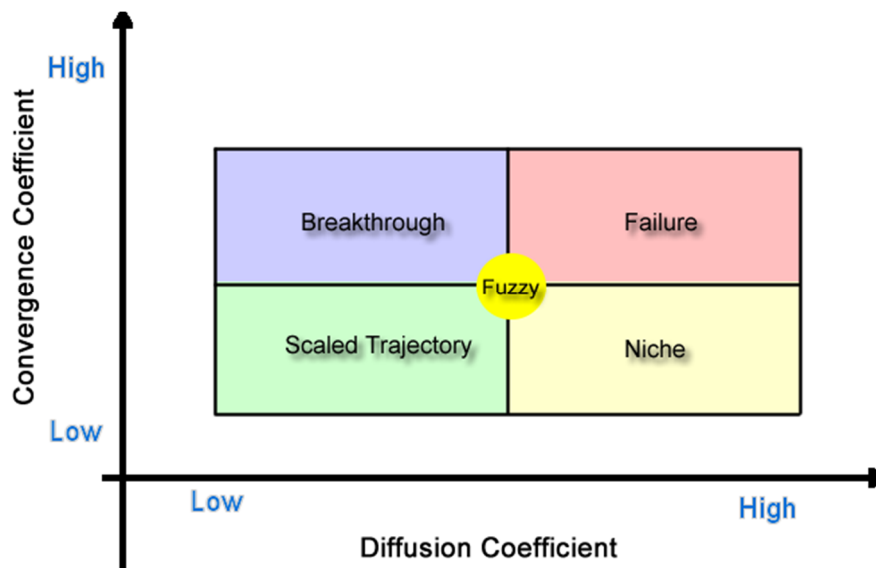 High
Convergence Coefficient
Breakthrough
Failure
Fuzzy
Scaled Trajectory
Niche
Low
Low
High
Diffusion Coefficient